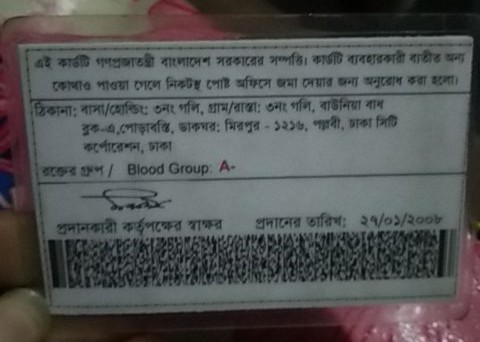 এই কার্ডটি গণপ্রজাতন্ত্রী বাংলাদেশ সরকারের সম্পত্তি। কার্ডটি ব্যবহারকারী ব্যতীত অন্য
কোথাও পাওয়া গেলে নিকটস্থ পোষ্ট অফিসে জমা দেয়ার জন্য অনুরোধ করা হলো।
ঠিকানা: বাসা/হোল্ডিং: ৩নং গলি, গ্রাম/রাস্তা: ৩নং গলি, বাউনিয়া বাধ
ব্লক-এ,পোড়াবস্তি, ডাকঘর: মিরপুর - ১২১৬, পল্লবী, ঢাকা সিটি
কর্পোরেশন, ঢাকা
রক্তের গ্রুপ / Blood Group: A-
প্রদানকারী কর্তৃপক্ষের স্বাক্ষর প্রদানের তারিখ: ২৭/০১/২০০৮